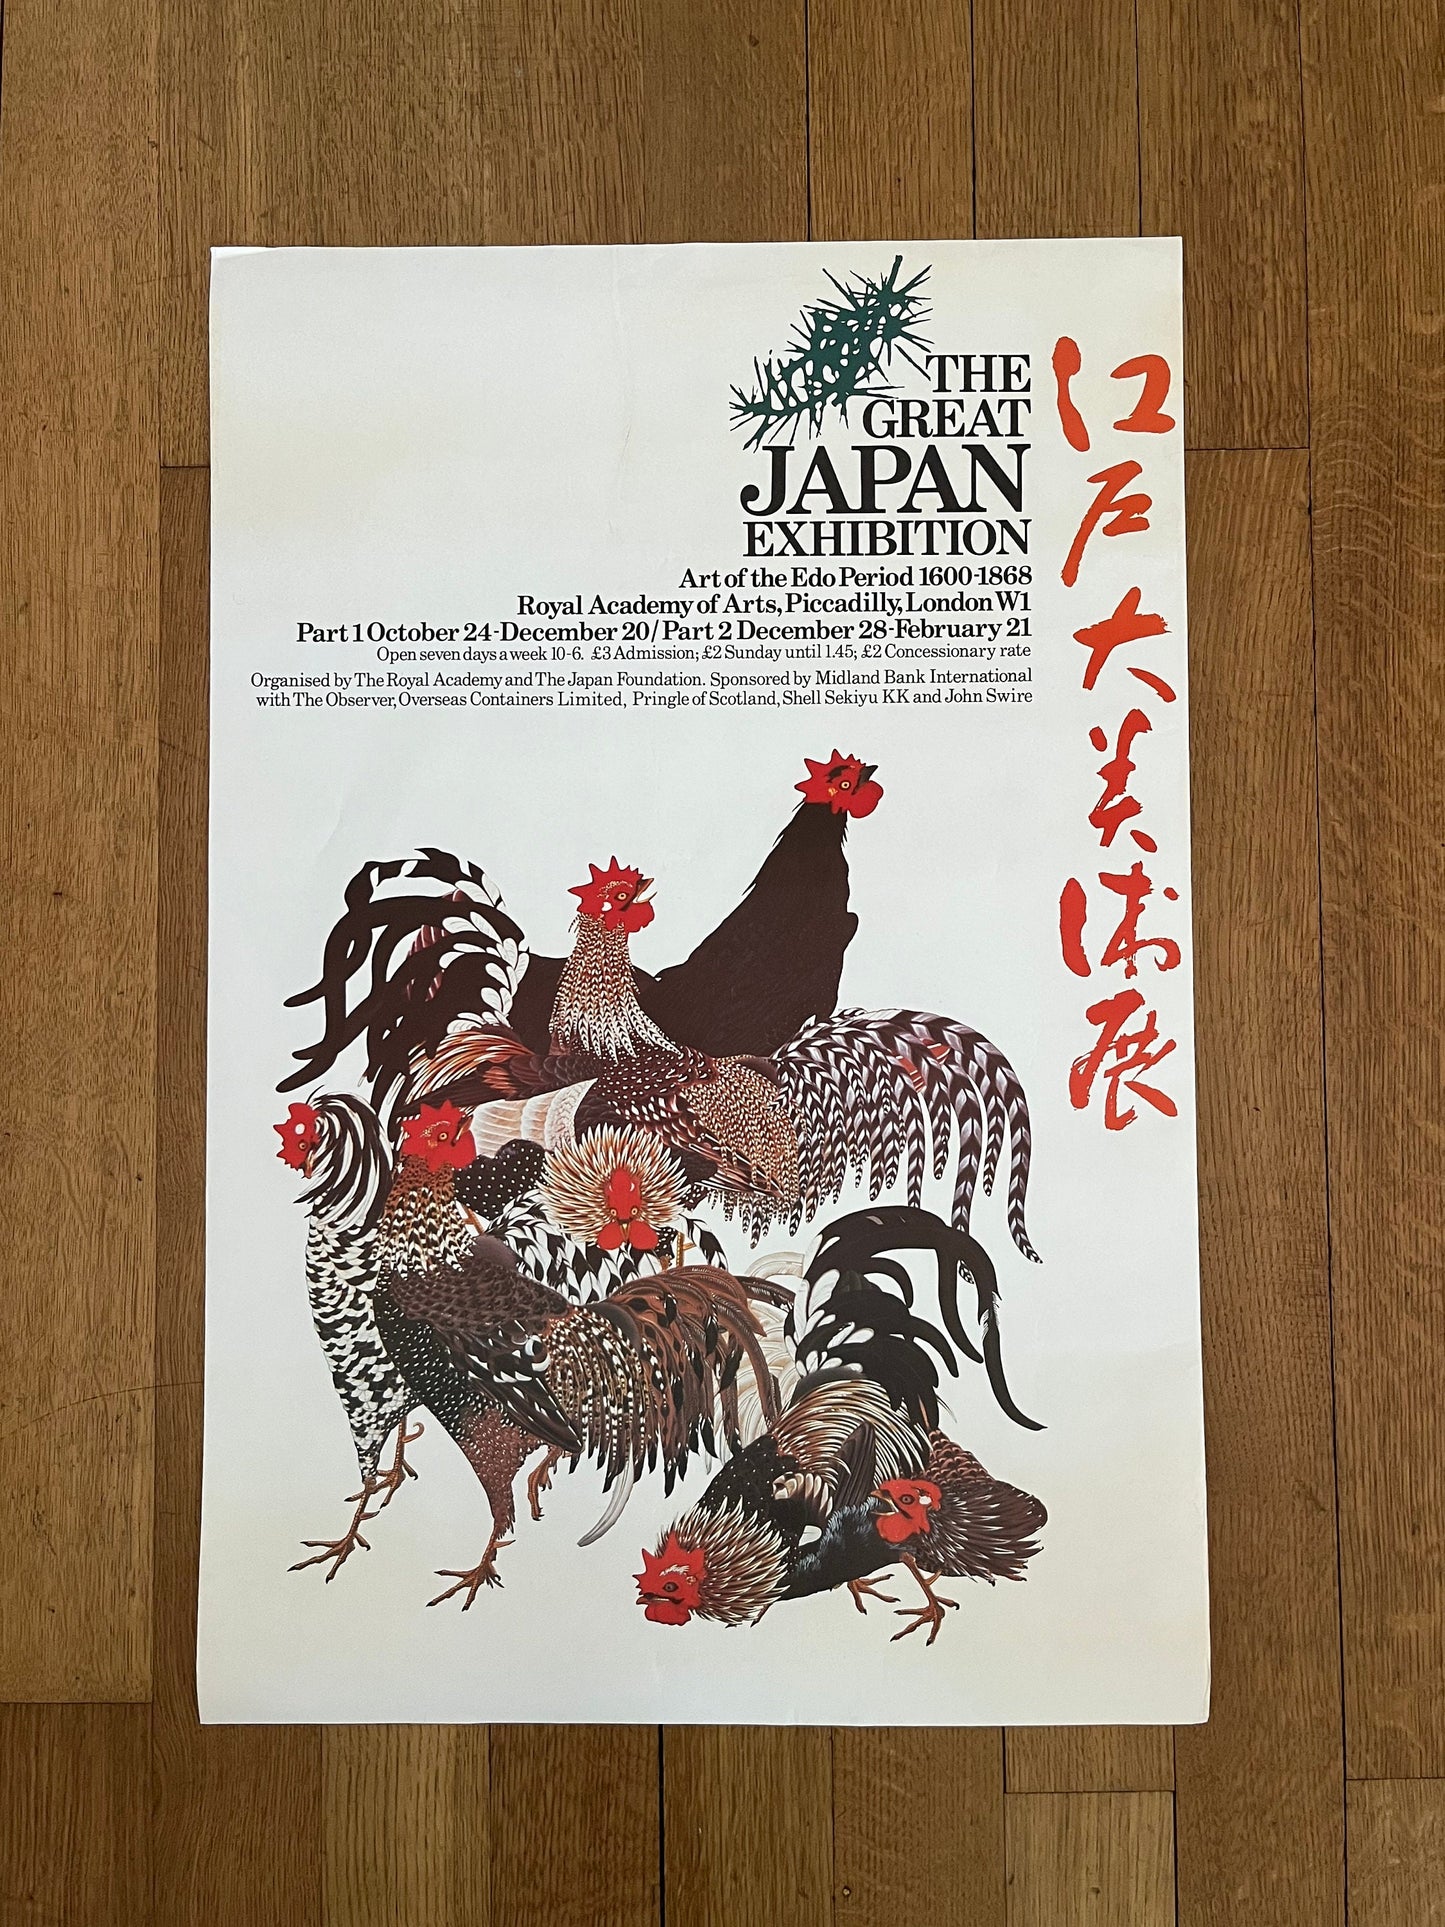 THE
GREAT
JAPAN
EXHIBITION
Art of the Edo Period 1600-1868
Royal Academy of Arts, Piccadilly, London W1
Part 1 October 24-December 20/Part 2 December 28-February 21
Open seven days a week 10-6. £3 Admission; £2 Sunday until 1.45; £2 Concessionary rate
Organised by The Royal Academy and The Japan Foundation. Sponsored by Midland Bank International
with The Observer, Overseas Containers Limited, Pringle of Scotland, Shell Sekiyu KK and John Swire
江戸大美術展